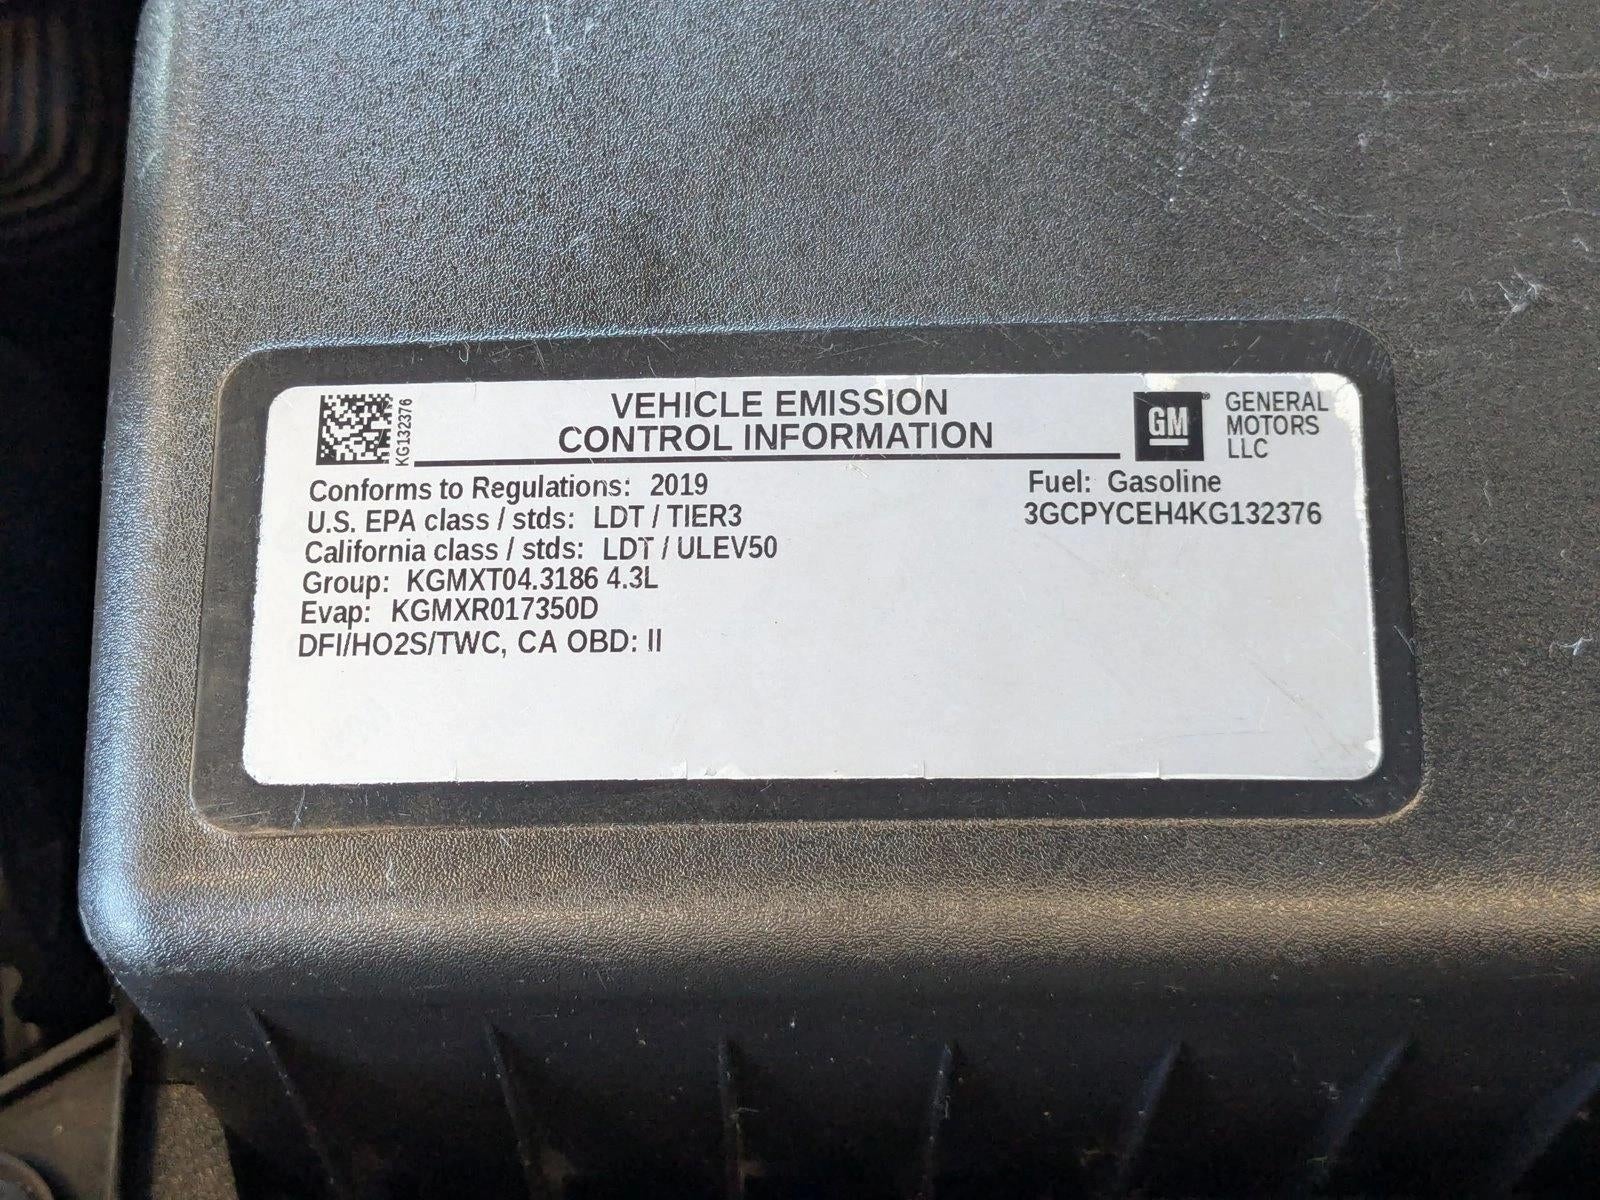 KG132376
VEHICLE EMISSION
CONTROL INFORMATION
GM®
GENERAL
MOTORS
LLC
Conforms to Regulations: 2019
U.S. EPA class / stds: LDT / TIER3
California class / stds: LDT / ULEV50
Group: KGMXT04.3186 4.3L
Evap: KGMXR017350D
DFI/HO2S/TWC, CA OBD: II
Fuel: Gasoline
3GCPYCEH4KG132376